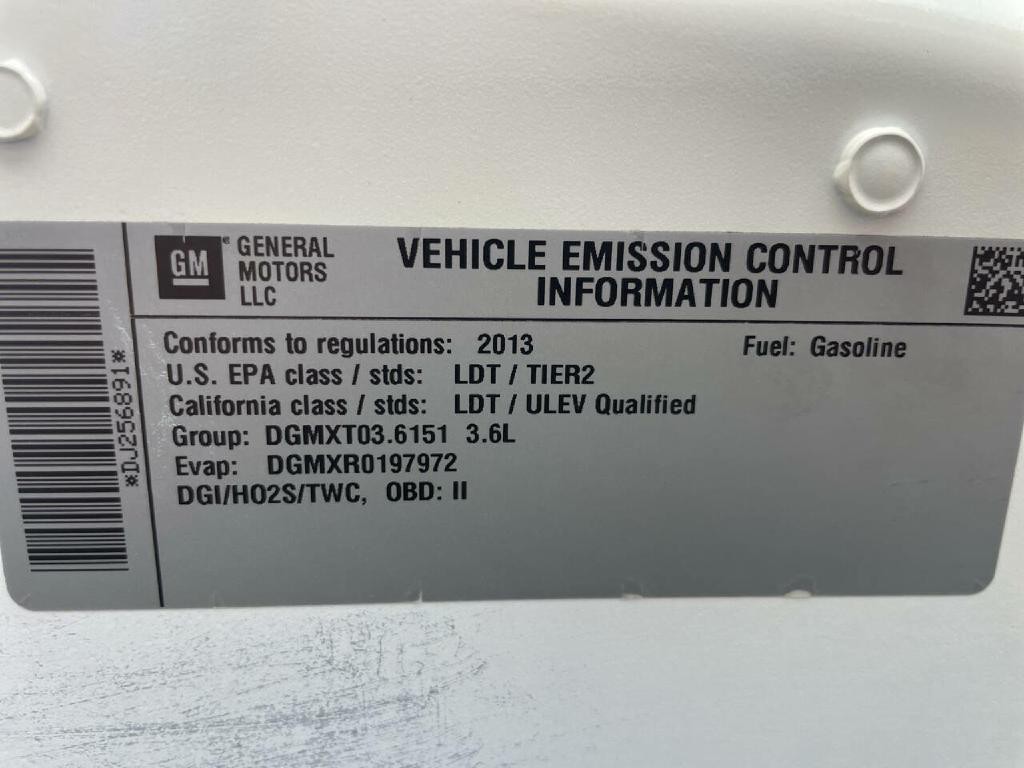 *DJ256891*
GM®
GENERAL
MOTORS
LLC
VEHICLE EMISSION CONTROL
INFORMATION
Conforms to regulations: 2013
Fuel: Gasoline
U.S. EPA class / stds: LDT / TIER2
California class / stds: LDT / ULEV Qualified
Group: DGMXT03.6151 3.6L
Evap: DGMXR0197972
DGI/HO2S/TWC, OBD: II